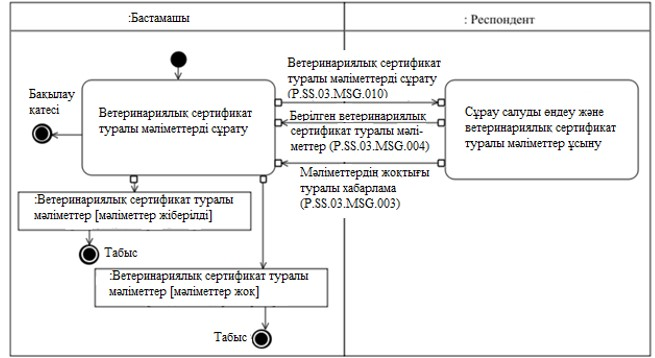 :Бастамашы
: Респондент
Бақылау
қатесі
Ветеринариялық сертификат
туралы мәліметтерді сұрату
Ветеринариялық сертификат
туралы мәліметтерді сұрату
(P.SS.03.MSG.010)
Берілген ветеринариялық
сертификат туралы мәлі-
меттер (P.SS.03.MSG.004)
Мәліметтердің жоқтығы
туралы хабарлама
(P.SS.03.MSG.003)
Сұрау салуды өңдеу және
ветеринариялық сертификат
туралы мәліметтер ұсыну
:Ветеринариялық сертификат туралы
мәліметтер [мәліметтер жіберілді]
Табыс
:Ветеринариялық сертификат туралы
мәліметтер [мәліметтер жоқ]
Табыс